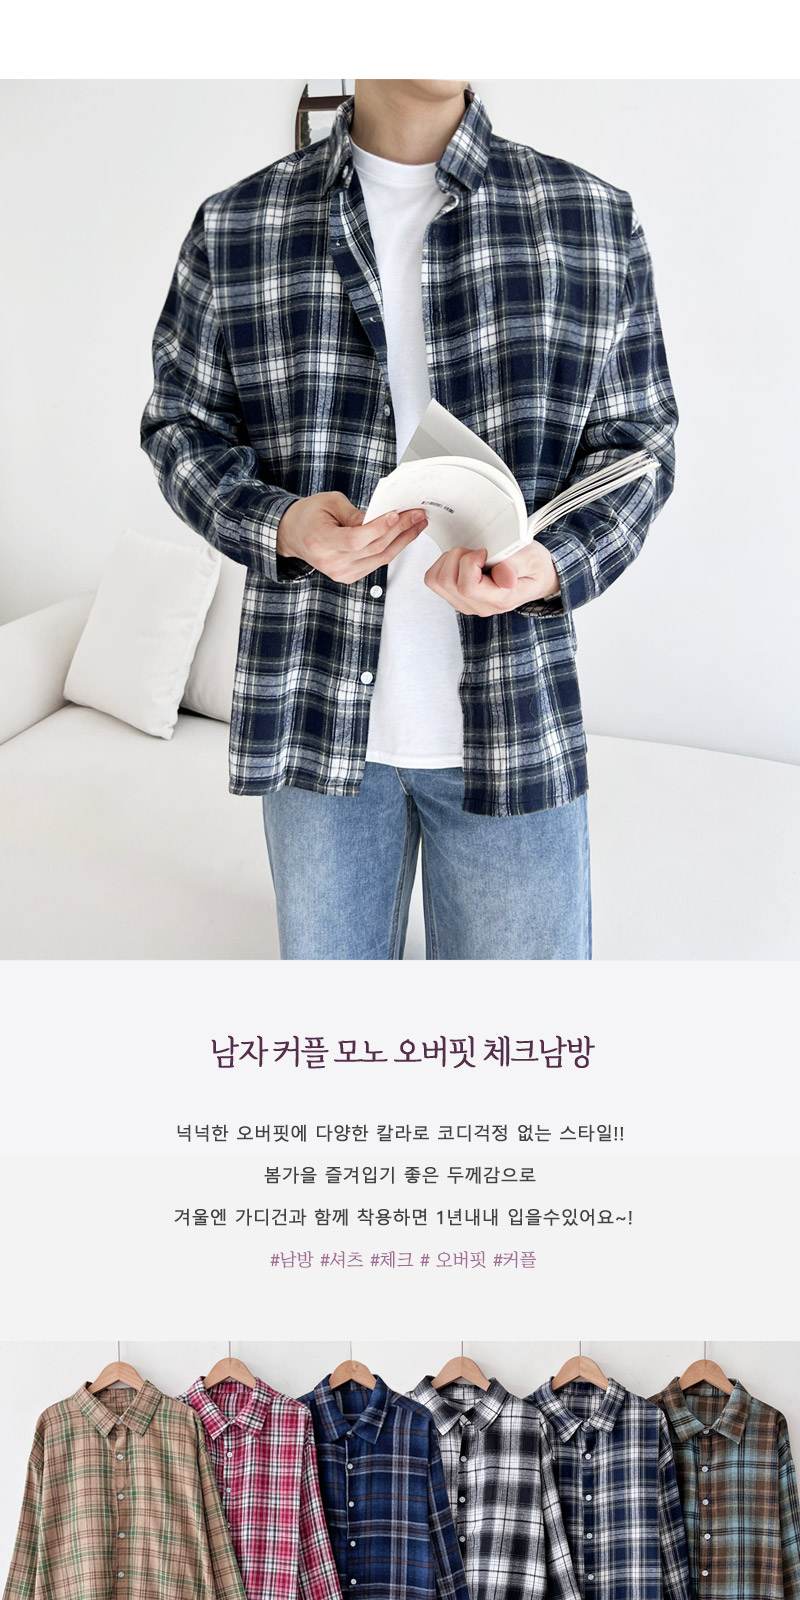 남자 커플 모노 오버핏 체크남방
넉넉한 오버핏에 다양한 칼라로 코디걱정 없는 스타일!!
봄가을 즐겨입기 좋은 두께감으로
겨울엔 가디건과 함께 착용하면 1년내내 입을수있어요~!
#남방 #셔츠 #체크 # 오버핏 #커플